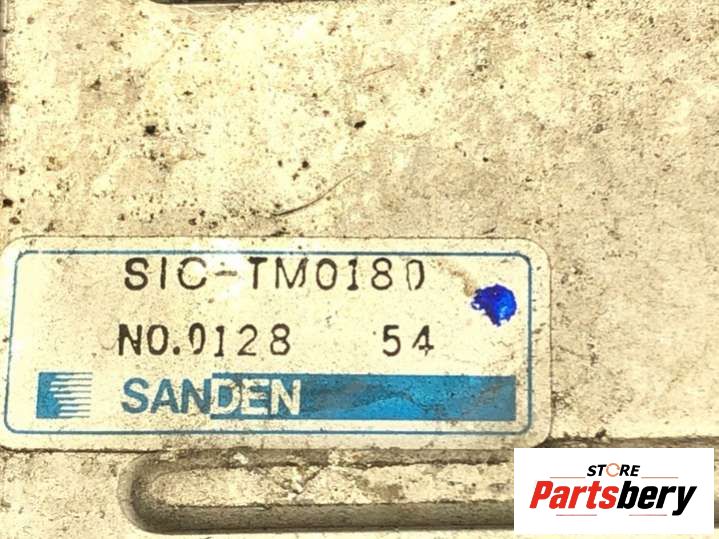 SIC-TM0180
NO.0128 54
SANDEN
STORE
Partsbery